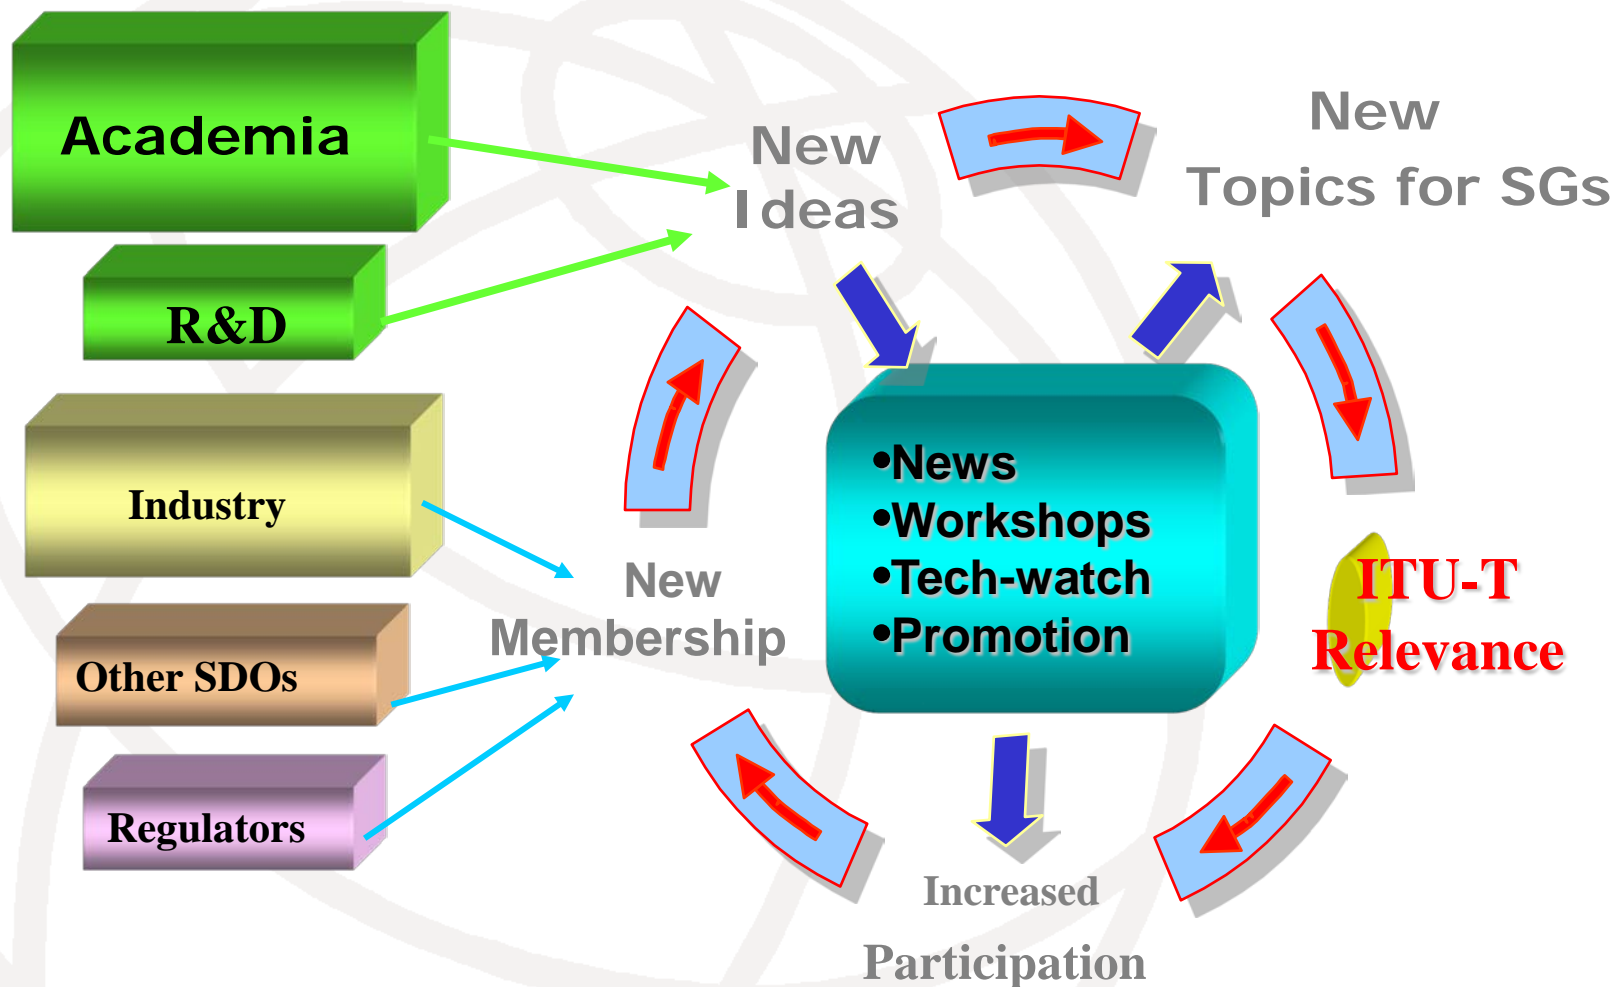 Academia
R&D
Industry
Other SDOs
Regulators
New
Ideas
New
Topics for SGs
New
Membership
•News
•Workshops
•Tech-watch
•Promotion
ITU-T
Relevance
Increased
Participation